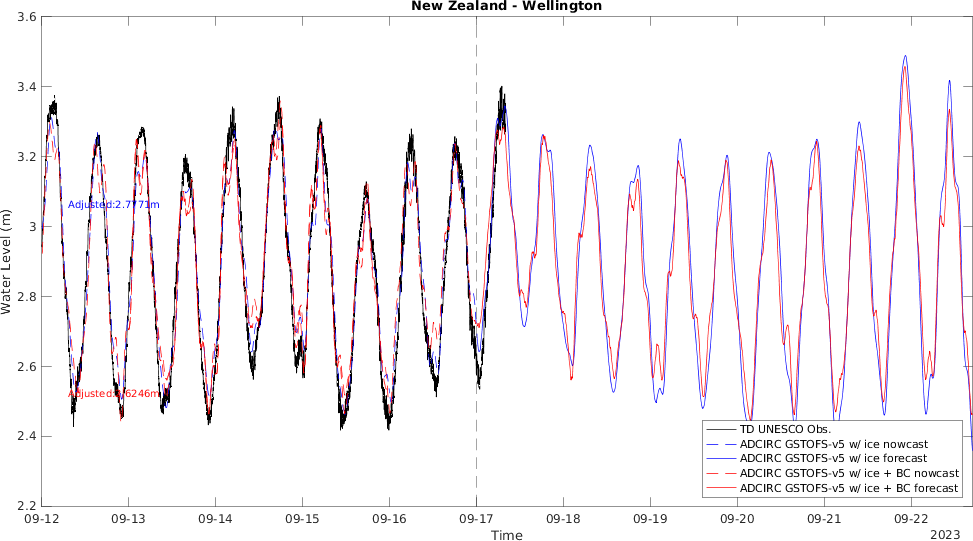 New Zealand - Wellington
3.6
3.4
3.2
3
2.8
2.6
2.4
2.2
Water Level (m)
Adjusted:2.7771m
09-12
09-13
09-14
09-15
09-16
09-17
09-18
09-19
09-20
09-21
09-22
Time
2023
TD UNESCO Obs.
ADCIRC GSTOFS-v5 w/ ice nowcast
ADCIRC GSTOFS-v5 w/ ice forecast
ADCIRC GSTOFS-v5 w/ ice + BC nowcast
ADCIRC GSTOFS-v5 w/ ice + BC forecast